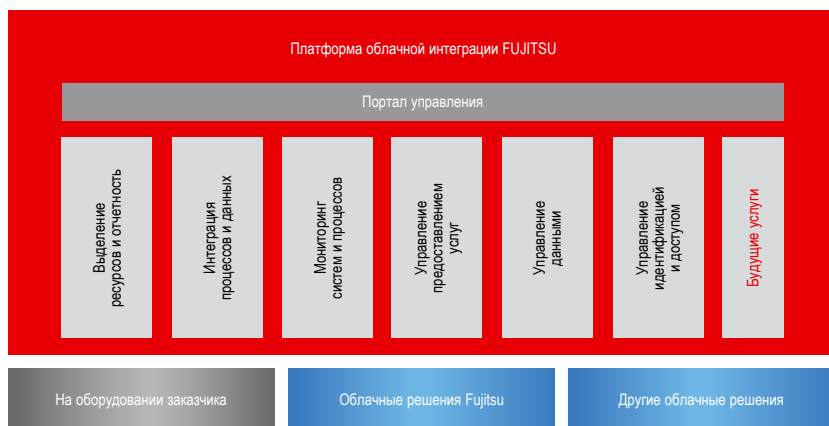 Платформа облачной интеграции FUJITSU
Портал управления
Выделение
ресурсов и отчетность
Интеграция
процессов и данных
Мониторинг
систем и процессов
Управление
предоставлением
услуг
Управление
данными
Управление
идентификацией
и доступом
Будущие услуги
На оборудовании заказчика
Облачные решения Fujitsu
Другие облачные решения